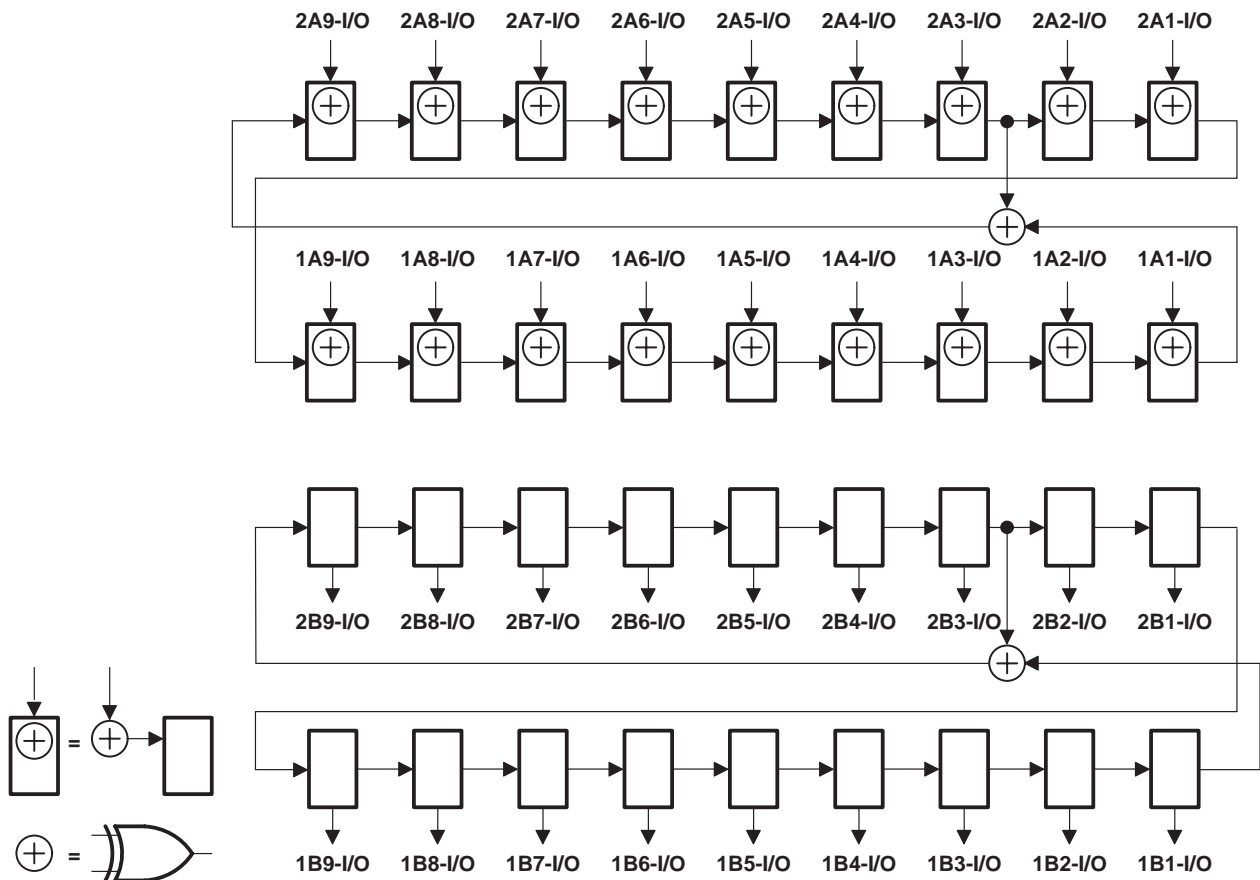 2A9-I/O 2A8-I/O 2A7-I/O 2A6-I/O 2A5-I/O 2A4-I/O 2A3-I/O 2A2-I/O 2A1-I/O
1A9-I/O 1A8-I/O 1A7-I/O 1A6-I/O 1A5-I/O 1A4-I/O 1A3-I/O 1A2-I/O 1A1-I/O
2B9-I/O 2B8-I/O 2B7-I/O 2B6-I/O 2B5-I/O 2B4-I/O 2B3-I/O 2B2-I/O 2B1-I/O
=
=
1B9-I/O 1B8-I/O 1B7-I/O 1B6-I/O 1B5-I/O 1B4-I/O 1B3-I/O 1B2-I/O 1B1-I/O